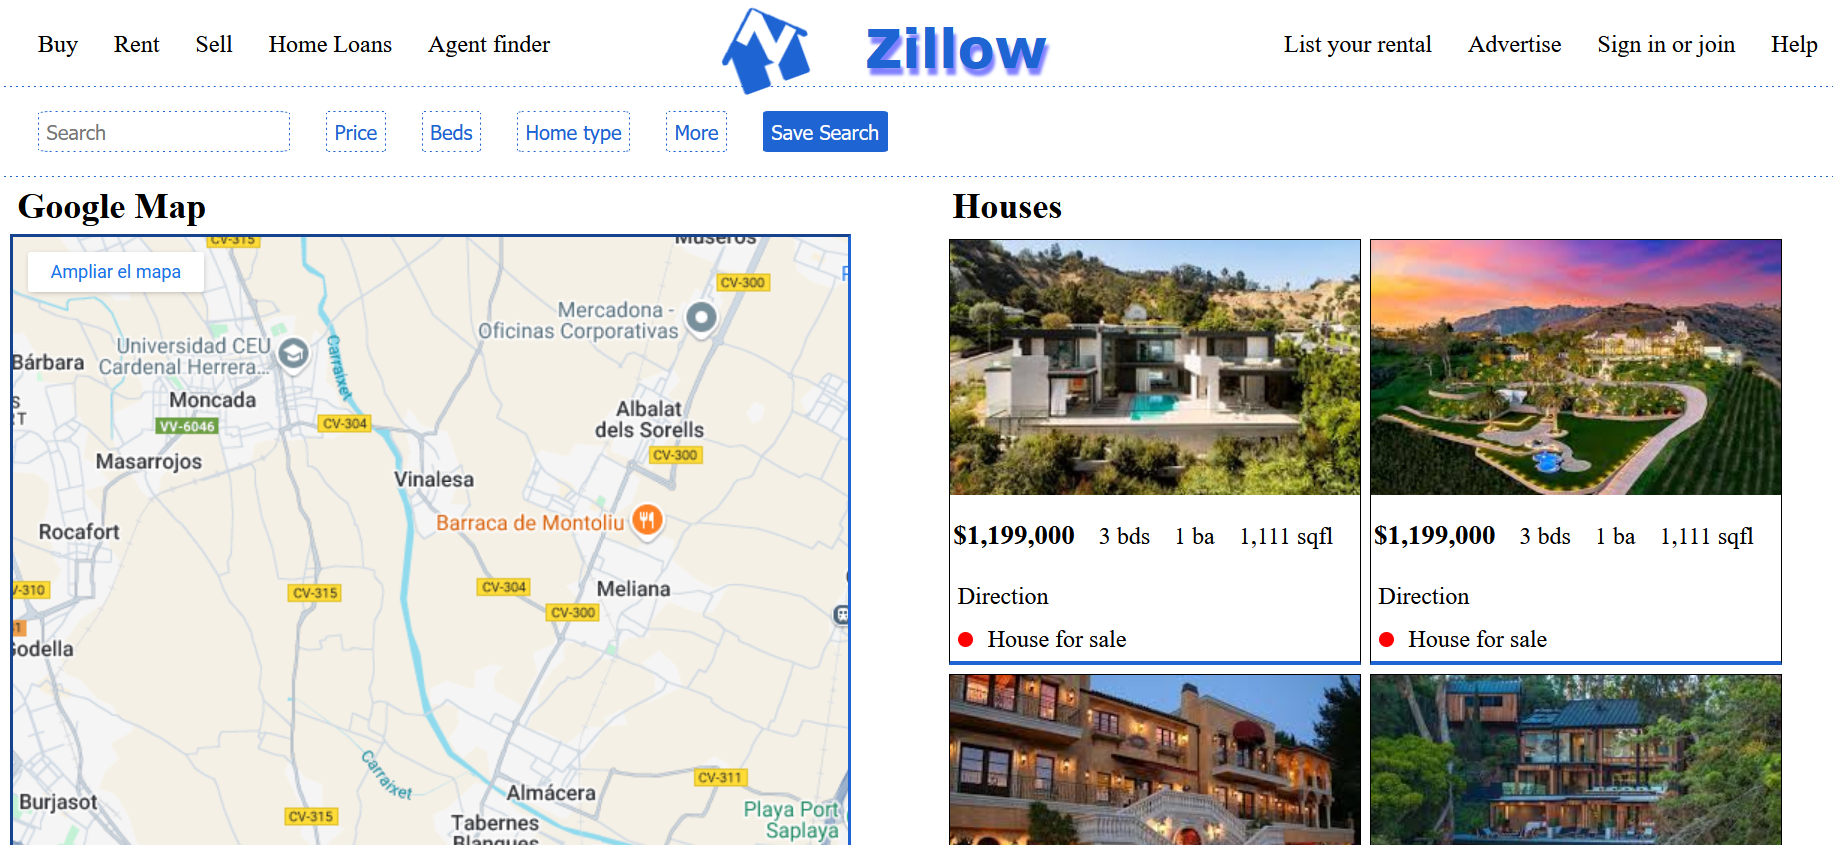 Buy Rent Sell Home Loans Agent finder
Zillow
List your rental Advertise Sign in or join Help
Search Price Beds Home type More Save Search
Google Map
CV-315
Museros
Ampliar el mapa
CV-300
Mercadona -
Oficinas Corporativas
Universidad CEU
Cardenal Herrera...
Bárbara
Carraixet
Moncada
VV-6046
CV-304
Albalat
dels Sorells
CV-300
Masarrojos
Vinalesa
Barraca de Montoliu
Rocafort
CV-315
CV-304
Meliana
V-310
CV-300
Godella
Carraixet
CV-311
Burjasot
Almácera
CV-315
Playa Port
Saplaya
Tabernes
Blanques
Houses
$1,199,000 3 bds 1 ba 1,111 sqfl
Direction
House for sale
$1,199,000 3 bds 1 ba 1,111 sqfl
Direction
House for sale